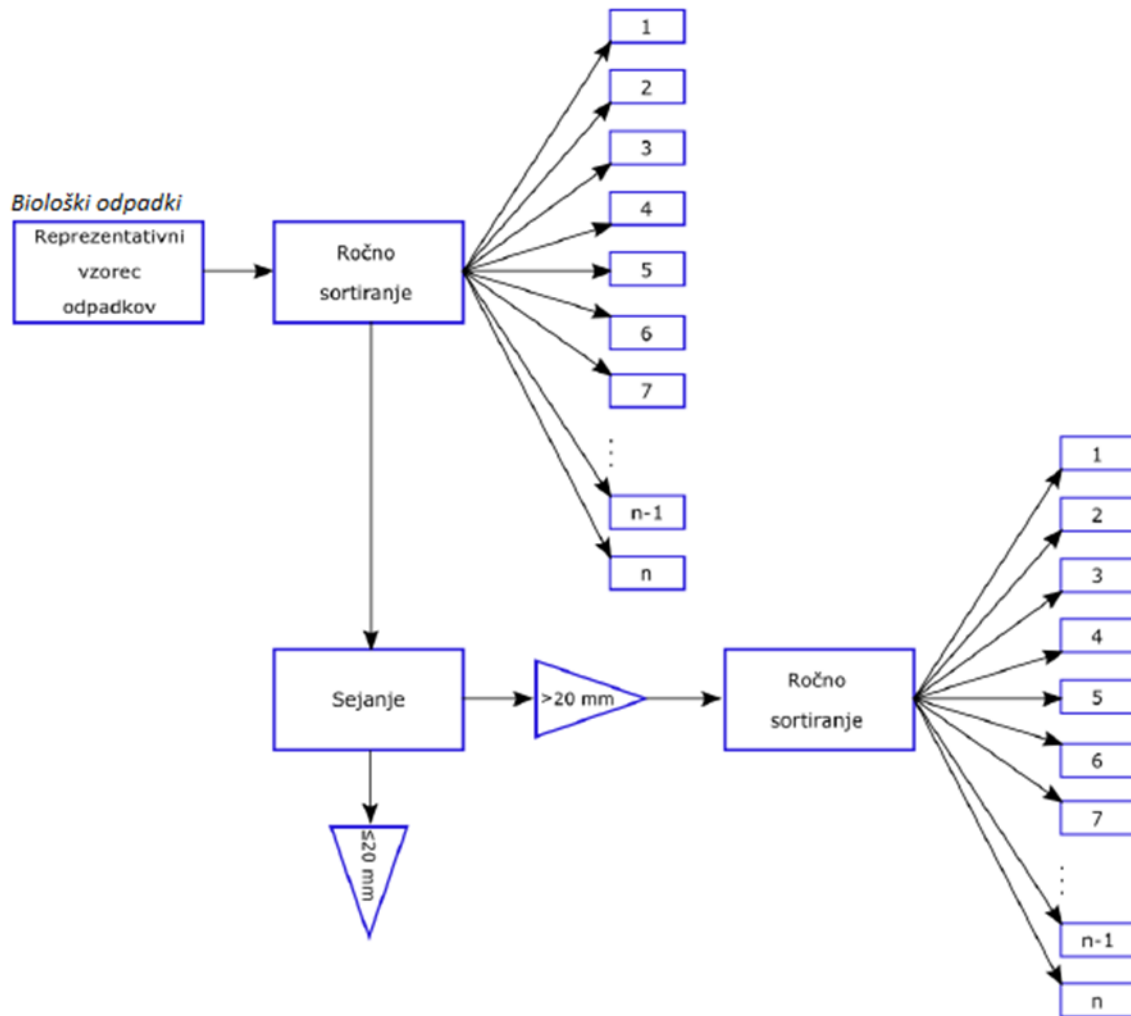 1
2
3
4
5
6
7
n-1
n
Biološki odpadki
Reprezentativni
vzorec
odpadkov
Ročno
sortiranje
Sejanje
>20 mm
≤20 mm
Ročno
sortiranje
1
2
3
4
5
6
7
n-1
n